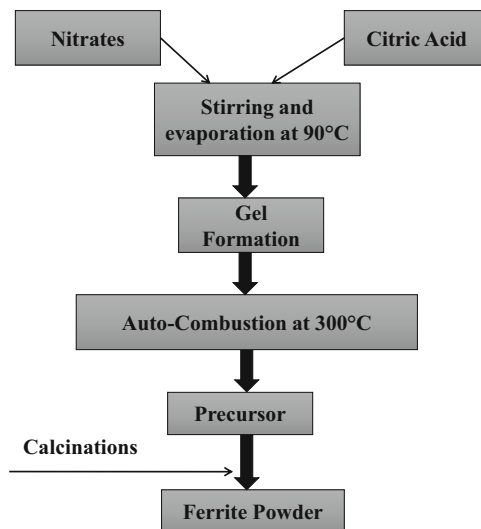 Nitrates
Citric Acid
Stirring and
evaporation at 90°C
Gel
Formation
Auto-Combustion at 300°C
Precursor
Calcinations
Ferrite Powder